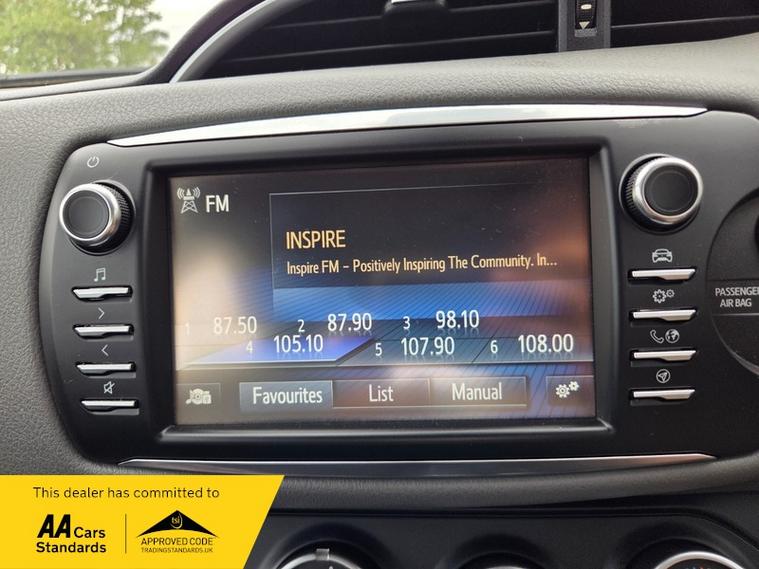 FM
INSPIRE
Inspire FM - Positively Inspiring The Community. In...
1 87.50 2 87.90 3 98.10
4 105.10 5 107.90 6 108.00
Favourites List Manual
PASSENGER
AIR BAG
This dealer has committed to
AA Cars
Standards
tsi
APPROVED CODE
TRADINGSTANDARDS.UK